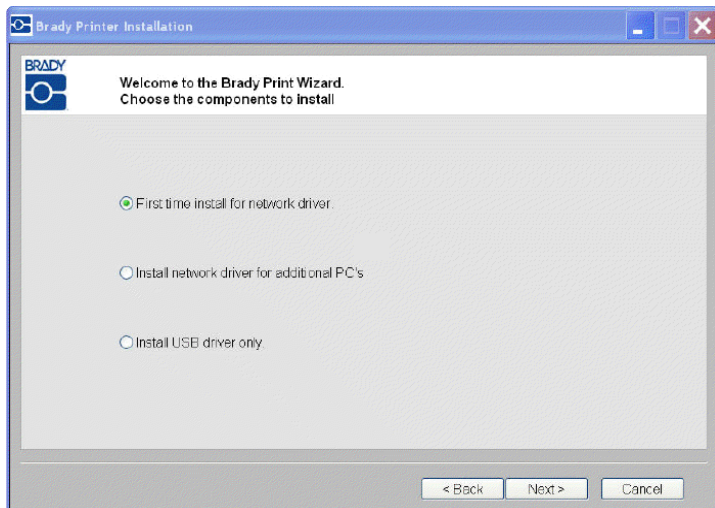 Brady Printer Installation
BRADY
Welcome to the Brady Print Wizard.
Choose the components to install
First time install for network driver.
Install network driver for additional PC's
Install USB driver only
< Back Next > Cancel